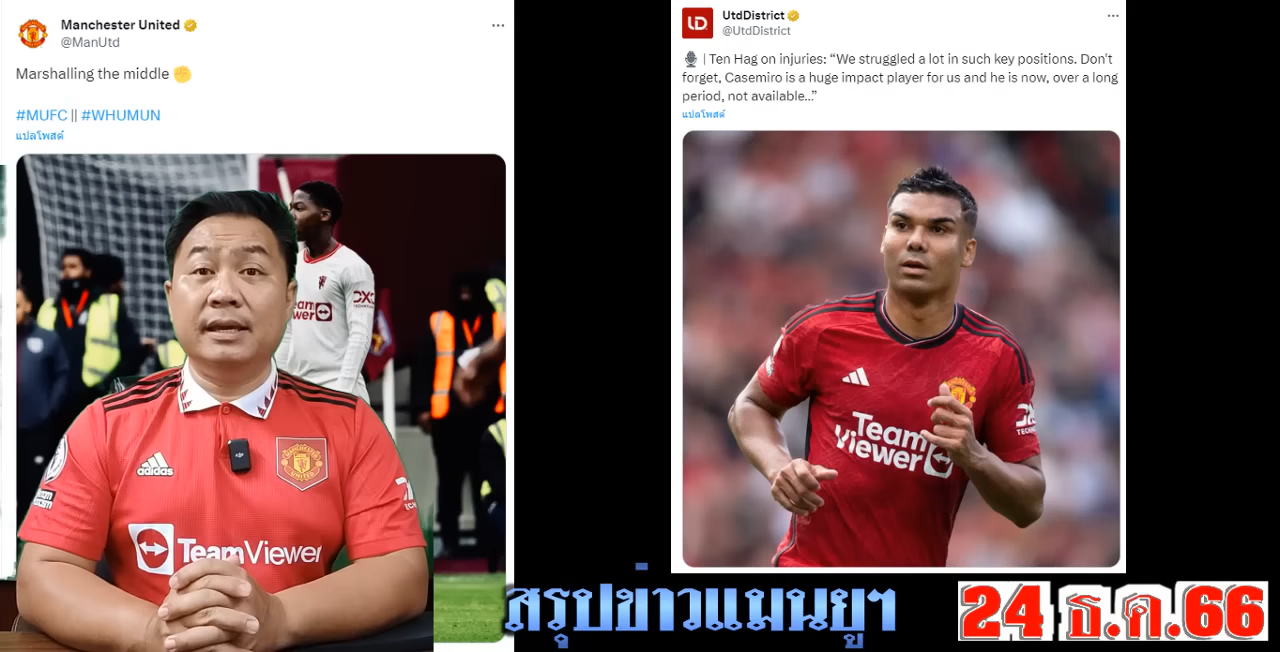 Manchester United
@ManUtd
Marshalling the middle ✊
#MUFC || #WHUMUN
แปลโพสต์
adidas
TeamViewer
UtdDistrict
@UtdDistrict
🎙️ | Ten Hag on injuries: “We struggled a lot in such key positions. Don't
forget, Casemiro is a huge impact player for us and he is now, over a long
period, not available…”
แปลโพสต์
Team
Viewer
สรุปข่าวแมนยูฯ
24 ธ.ค.66